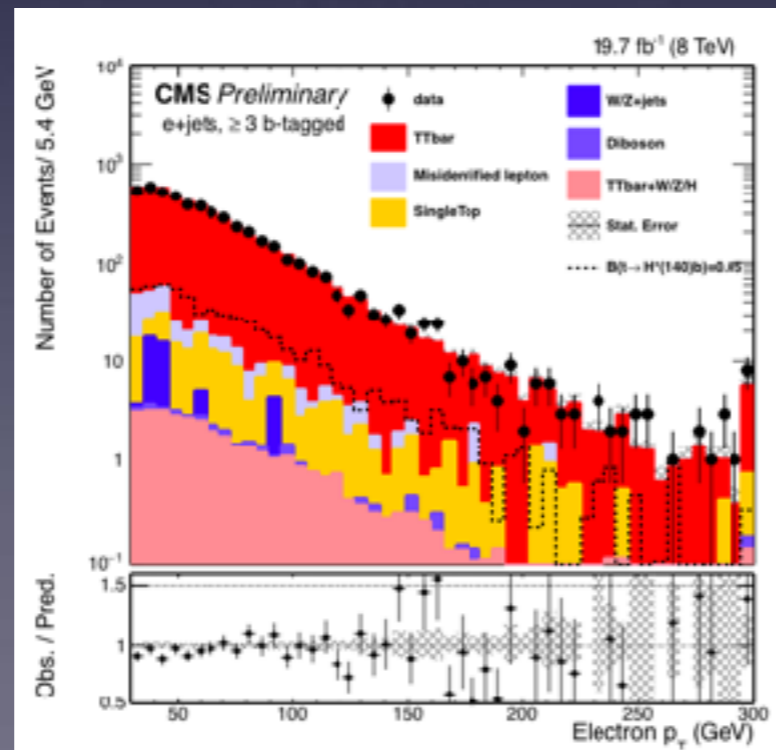 19.7 fb⁻¹ (8 TeV)
CMS Preliminary
e+jets, ≥ 3 b-tagged
data
TTbar
Misidenified lepton
SingleTop
W/Z+jets
Diboson
TTbar+W/Z/H
Stat. Error
Number of Events/ 5.4 GeV
10⁴
10³
10²
10
1
10⁻¹
Obs. / Pred.
1.5
1
0.5
50
100
150
200
250
300
Electron p_T (GeV)